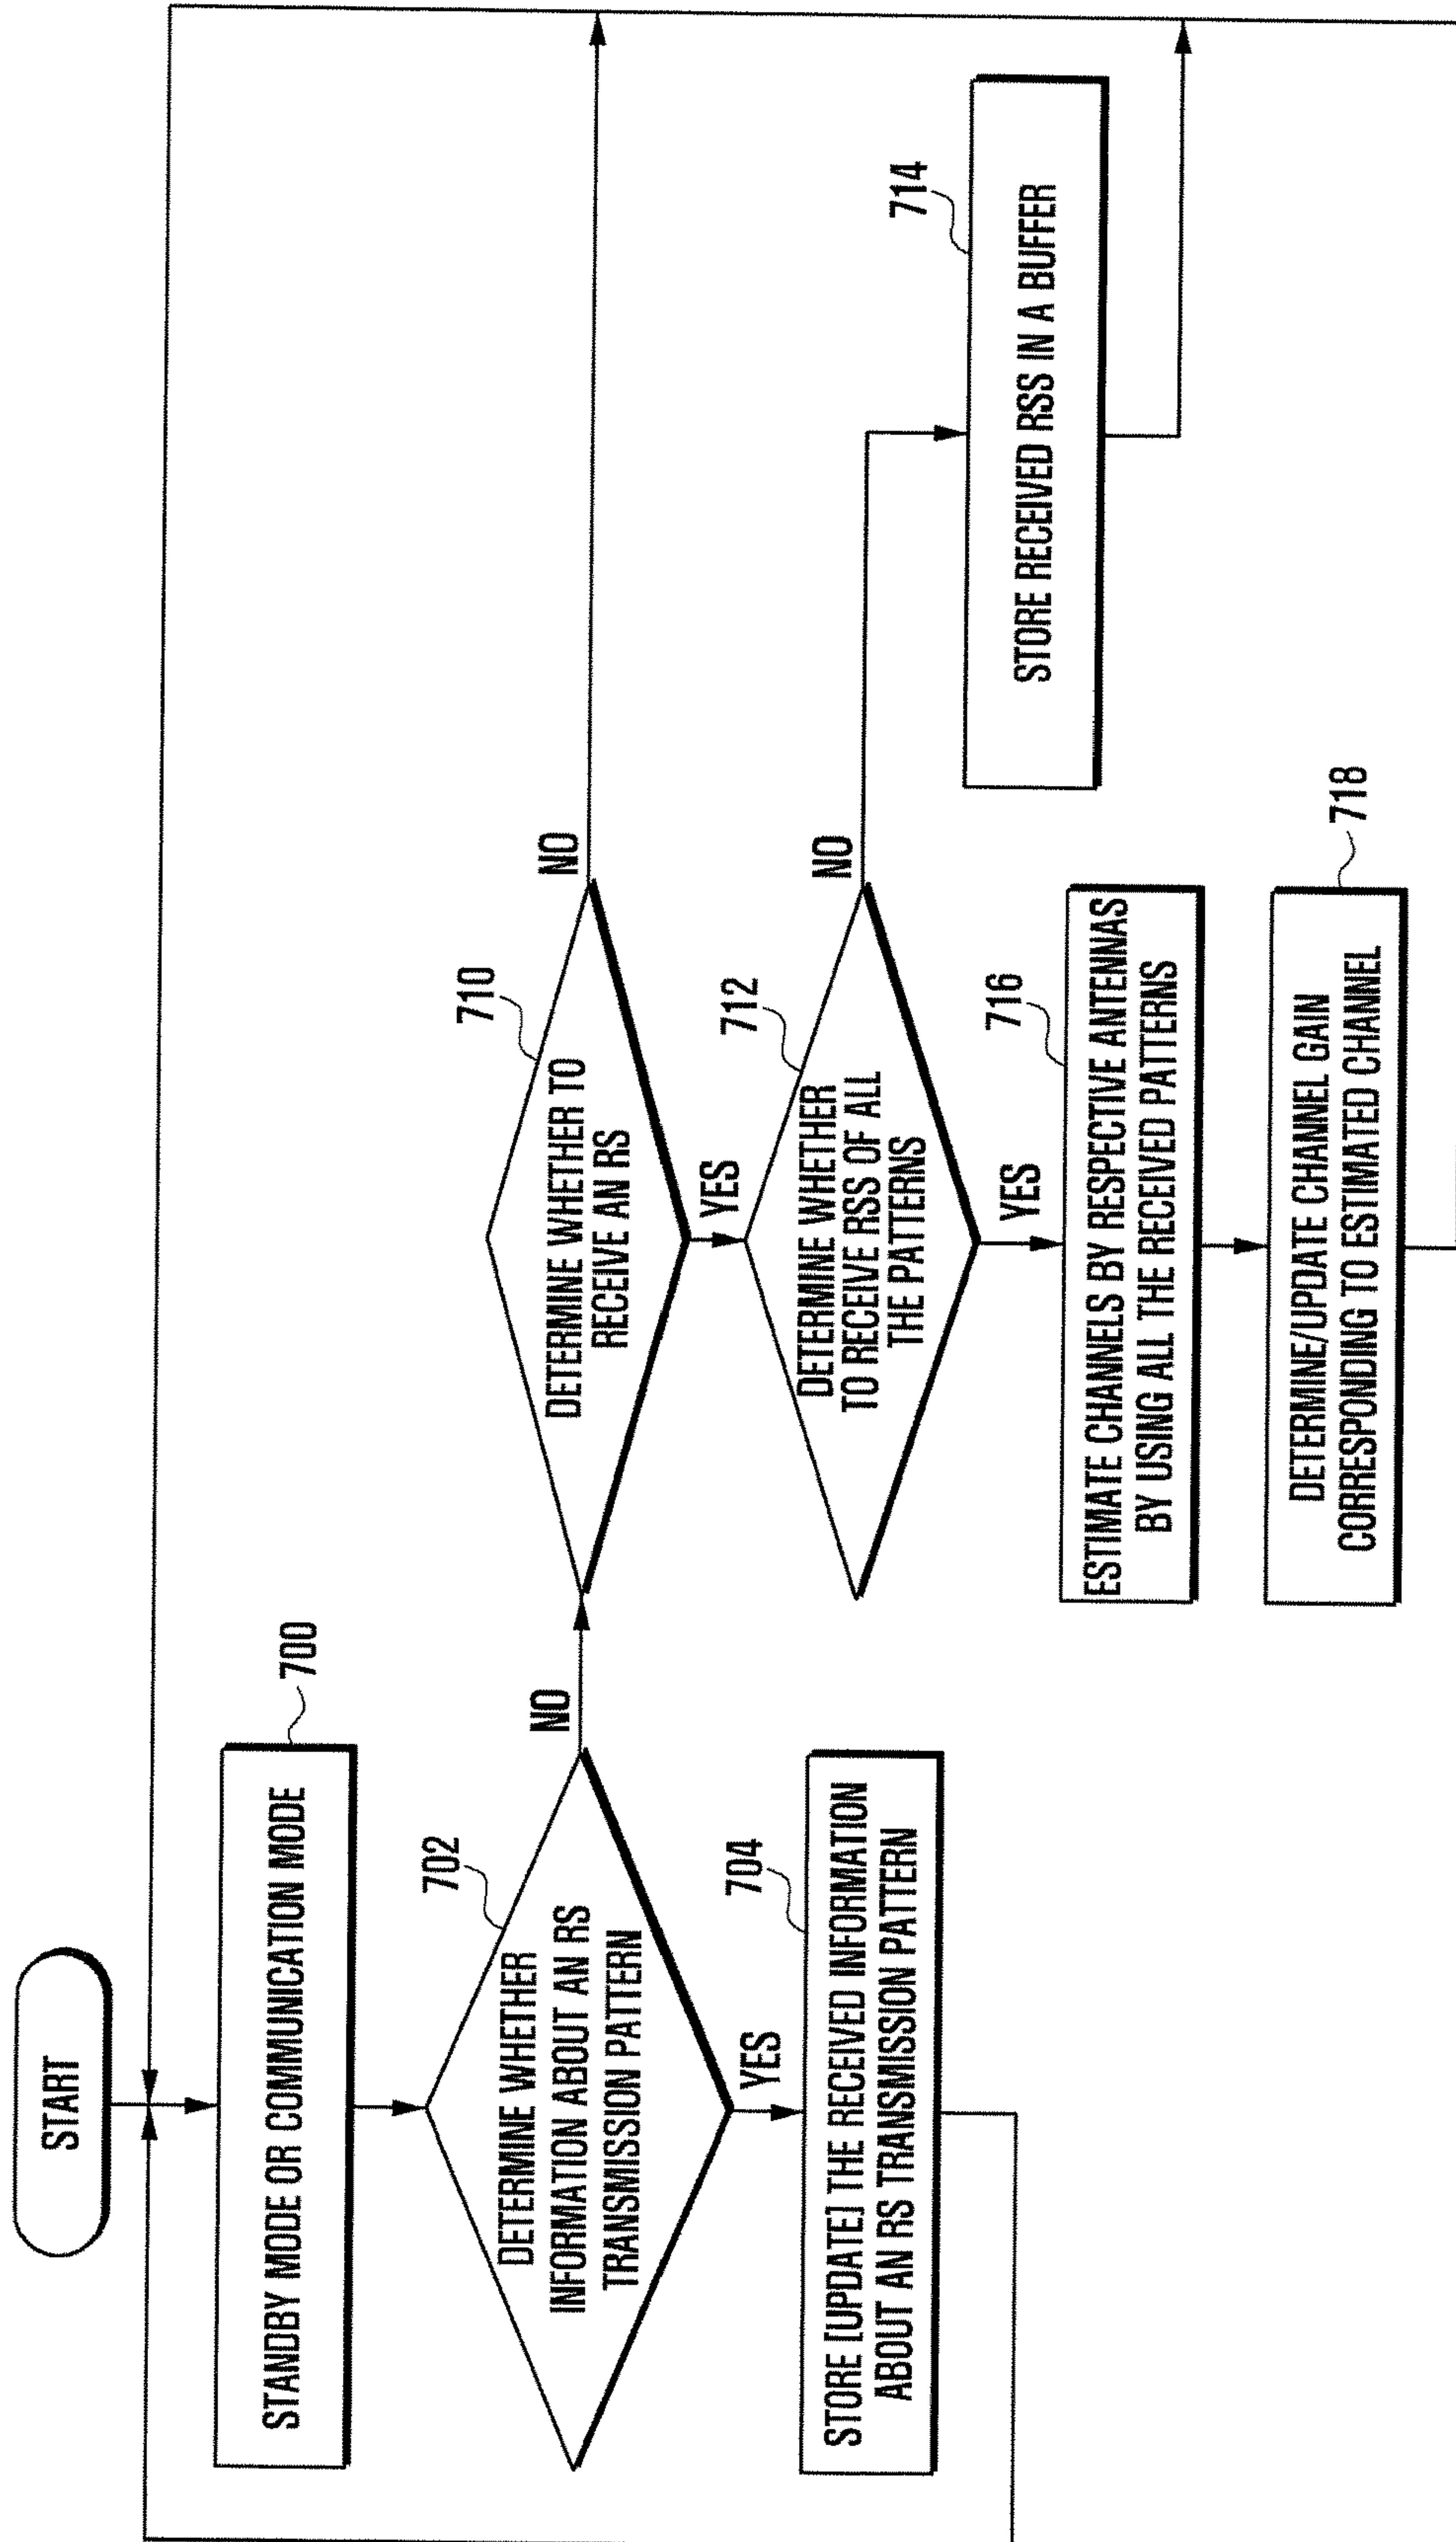 START
STANDBY MODE OR COMMUNICATION MODE
700
702
DETERMINE WHETHER
INFORMATION ABOUT AN RS
TRANSMISSION PATTERN
NO
YES
704
STORE [UPDATE] THE RECEIVED INFORMATION
ABOUT AN RS TRANSMISSION PATTERN
710
DETERMINE WHETHER TO
RECEIVE AN RS
NO
YES
712
DETERMINE WHETHER
TO RECEIVE RSS OF ALL
THE PATTERNS
NO
YES
714
STORE RECEIVED RSS IN A BUFFER
716
ESTIMATE CHANNELS BY RESPECTIVE ANTENNAS
BY USING ALL THE RECEIVED PATTERNS
718
DETERMINE/UPDATE CHANNEL GAIN
CORRESPONDING TO ESTIMATED CHANNEL